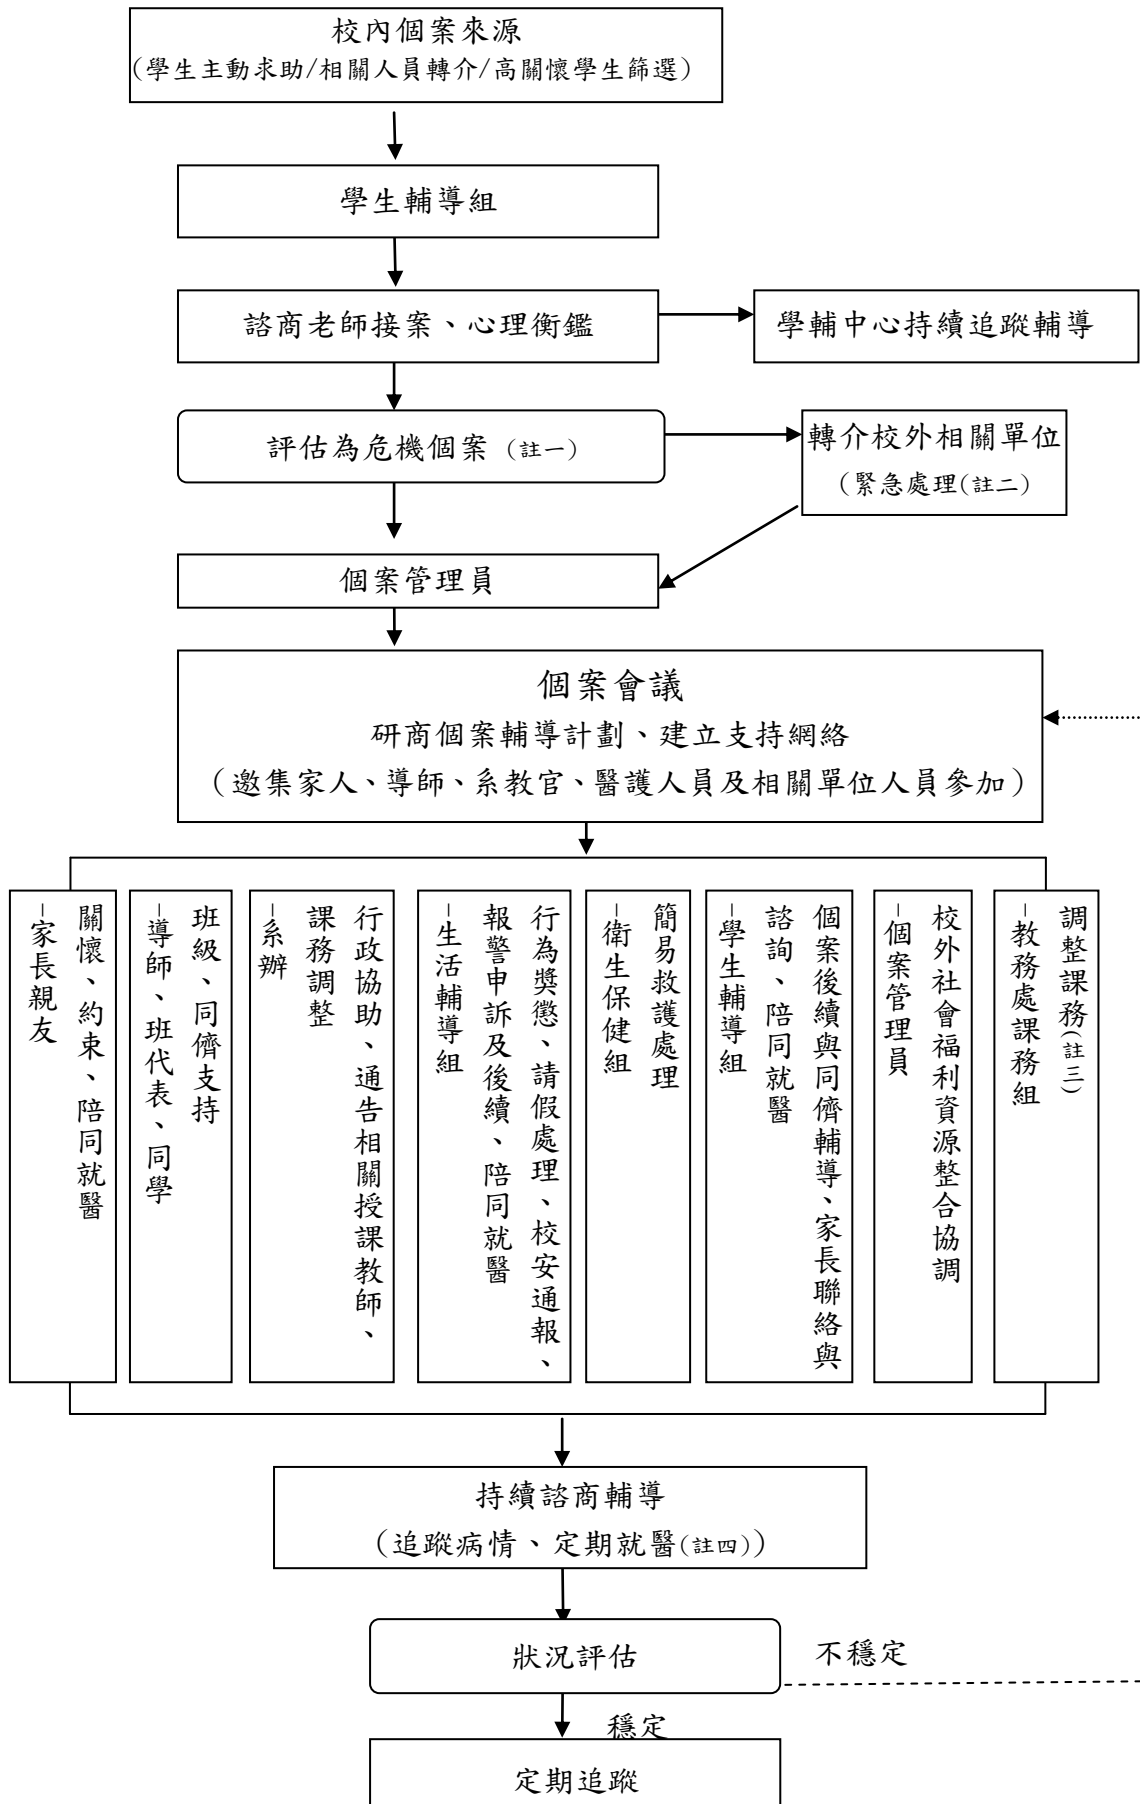 校內個案來源
（學生主動求助/相關人員轉介/高關懷學生篩選）
學生輔導組
諮商老師接案、心理衡鑑
學輔中心持續追蹤輔導
評估為危機個案（註一）
轉介校外相關單位
（緊急處理(註二)
個案管理員
個案會議
研商個案輔導計劃、建立支持網絡
（邀集家人、導師、系教官、醫護人員及相關單位人員參加）
調整課務(註三)
–教務處課務組
校外社會福利資源整合協調
–個案管理員
個案後續與同儕輔導、家長聯絡與
諮詢、陪同就醫
–學生輔導組
簡易救護處理
–衛生保健組
行為獎懲、請假處理、校安通報、
報警申訴及後續、陪同就醫
–生活輔導組
行政協助、通告相關授課教師、
課務調整
–系辦
班級、同儕支持
–導師、班代表、同學
關懷、約束、陪同就醫
–家長親友
持續諮商輔導
（追蹤病情、定期就醫(註四)）
狀況評估
不穩定
穩定
定期追蹤